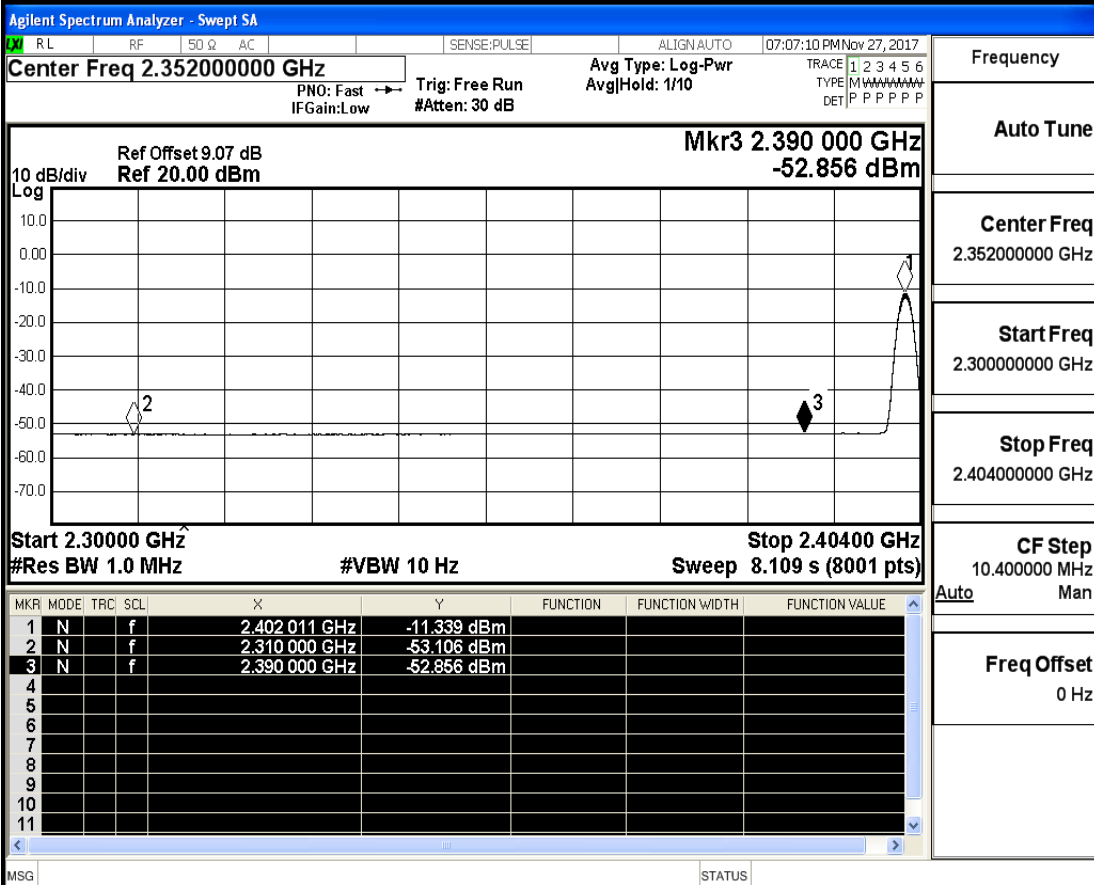 Agilent Spectrum Analyzer - Swept SA
LXI RL RF 50 Ω AC SENSE:PULSE ALIGNAUTO 07:07:10 PM Nov 27, 2017
Center Freq 2.352000000 GHz
PNO: Fast
IFGain:Low
Trig: Free Run
#Atten: 30 dB
Avg Type: Log-Pwr
Avg|Hold: 1/10
TRACE 1 2 3 4 5 6
TYPE M W W W W W
DET P P P P P P
Mkr3 2.390 000 GHz
-52.856 dBm
Ref Offset 9.07 dB
Ref 20.00 dBm
10 dB/div
Log
10.0
0.00
-10.0
-20.0
-30.0
-40.0
-50.0
-60.0
-70.0
1
2
3
Start 2.30000 GHz
Stop 2.40400 GHz
#Res BW 1.0 MHz
#VBW 10 Hz
Sweep 8.109 s (8001 pts)
MKR MODE TRC SCL X Y FUNCTION FUNCTION WIDTH FUNCTION VALUE
1 N f 2.402 011 GHz -11.339 dBm
2 N f 2.310 000 GHz -53.106 dBm
3 N f 2.390 000 GHz -52.856 dBm
4
5
6
7
8
9
10
11
MSG
STATUS
Frequency
Auto Tune
Center Freq
2.352000000 GHz
Start Freq
2.300000000 GHz
Stop Freq
2.404000000 GHz
CF Step
10.400000 MHz
Auto Man
Freq Offset
0 Hz